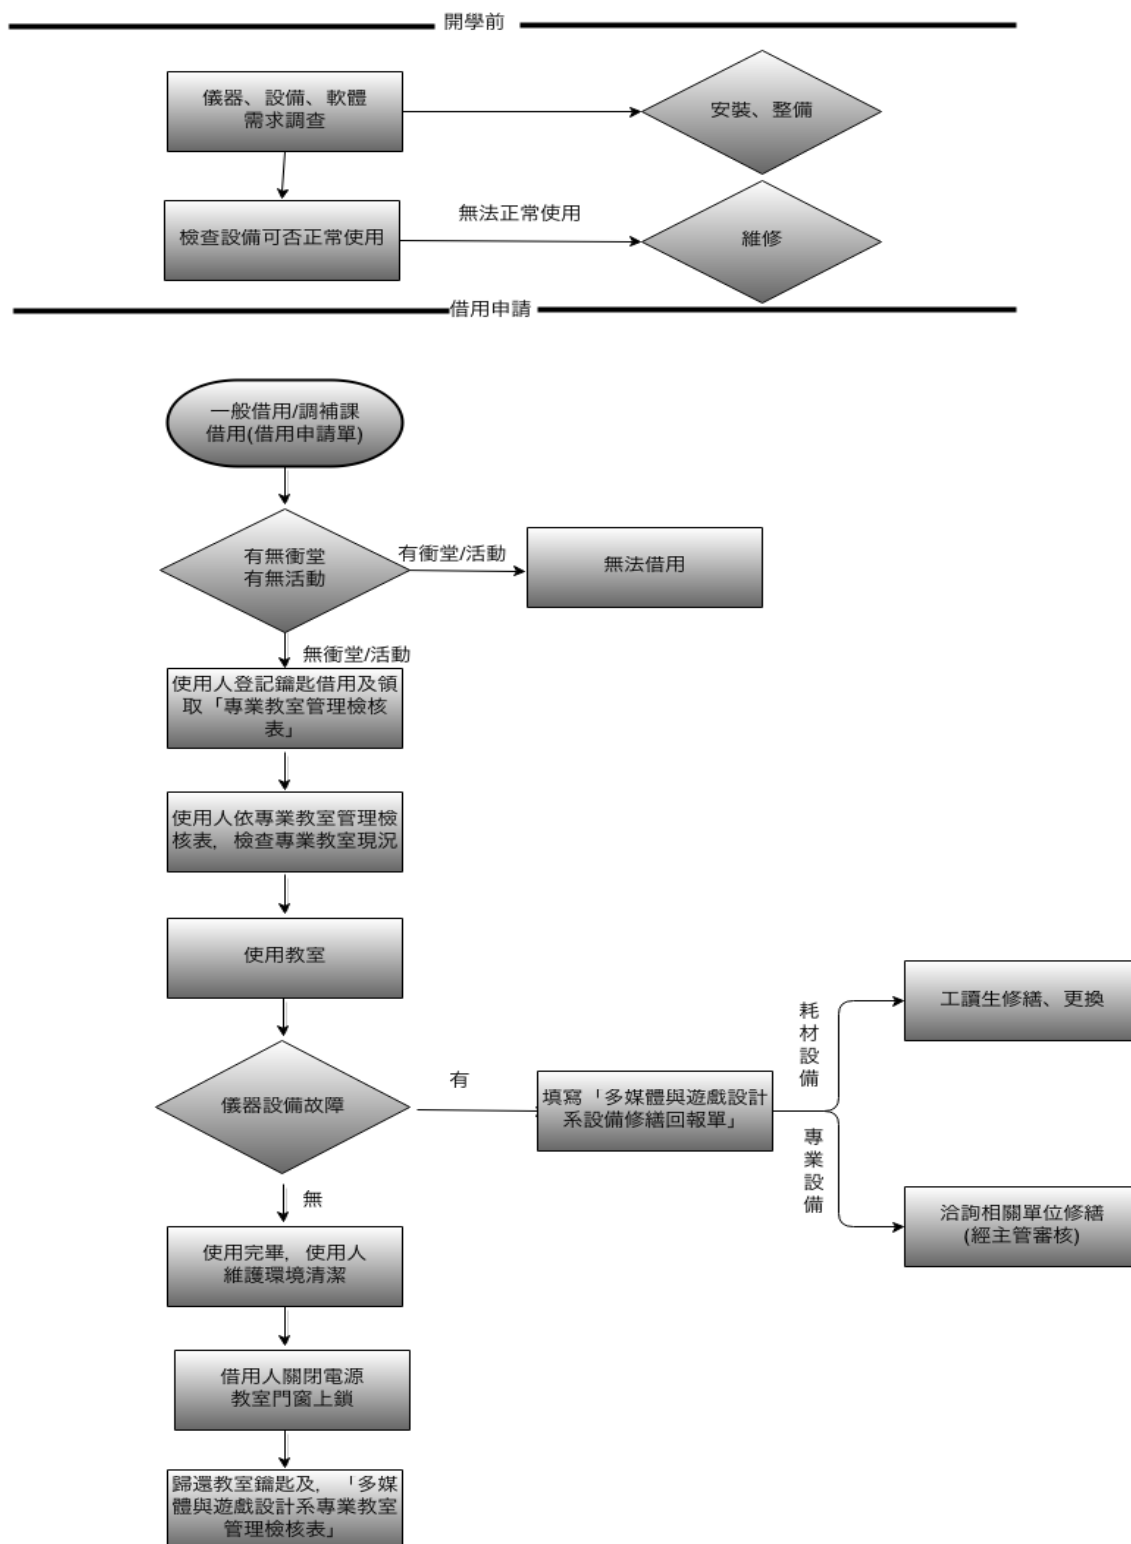 開學前
儀器、設備、軟體
需求調查
安裝、整備
檢查設備可否正常使用
無法正常使用
維修
借用申請
一般借用/調補課
借用(借用申請單)
有無衝堂
有無活動
有衝堂/活動
無法借用
無衝堂/活動
使用人登記鑰匙借用及領
取「專業教室管理檢核
表」
使用人依專業教室管理檢
核表，檢查專業教室現況
使用教室
儀器設備故障
有
填寫「多媒體與遊戲設計
系設備修繕回報單」
耗材設備
工讀生修繕、更換
專業設備
洽詢相關單位修繕
(經主管審核)
無
使用完畢，使用人
維護環境清潔
借用人關閉電源
教室門窗上鎖
歸還教室鑰匙及，「多媒
體與遊戲設計系專業教室
管理檢核表」